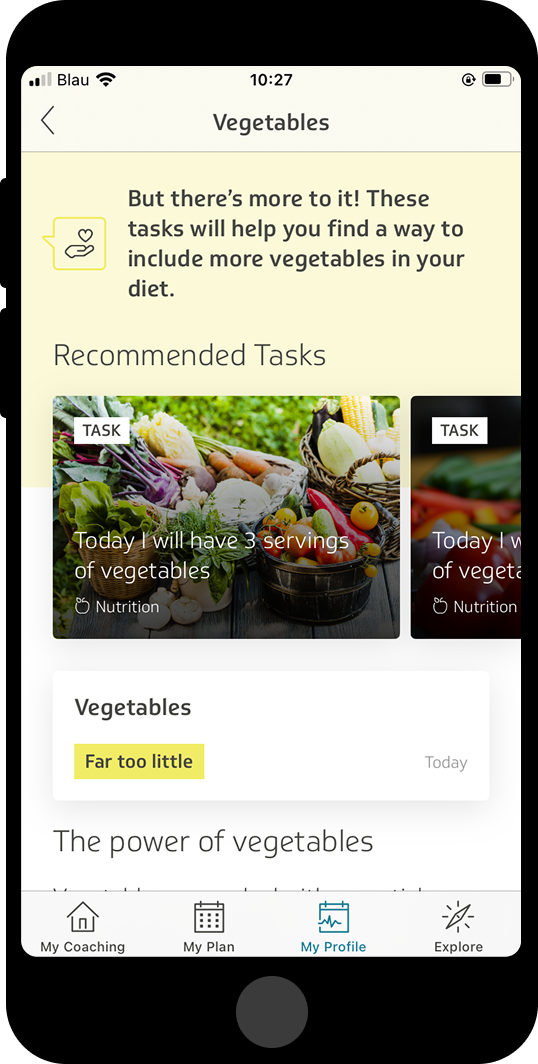 Blau 10:27
Vegetables
But there’s more to it! These
tasks will help you find a way to
include more vegetables in your
diet.
Recommended Tasks
TASK
Today I will have 3 servings
of vegetables
Nutrition
TASK
Today I
Nutrition
Vegetables
Far too little
Today
The power of vegetables
My Coaching
My Plan
My Profile
Explore